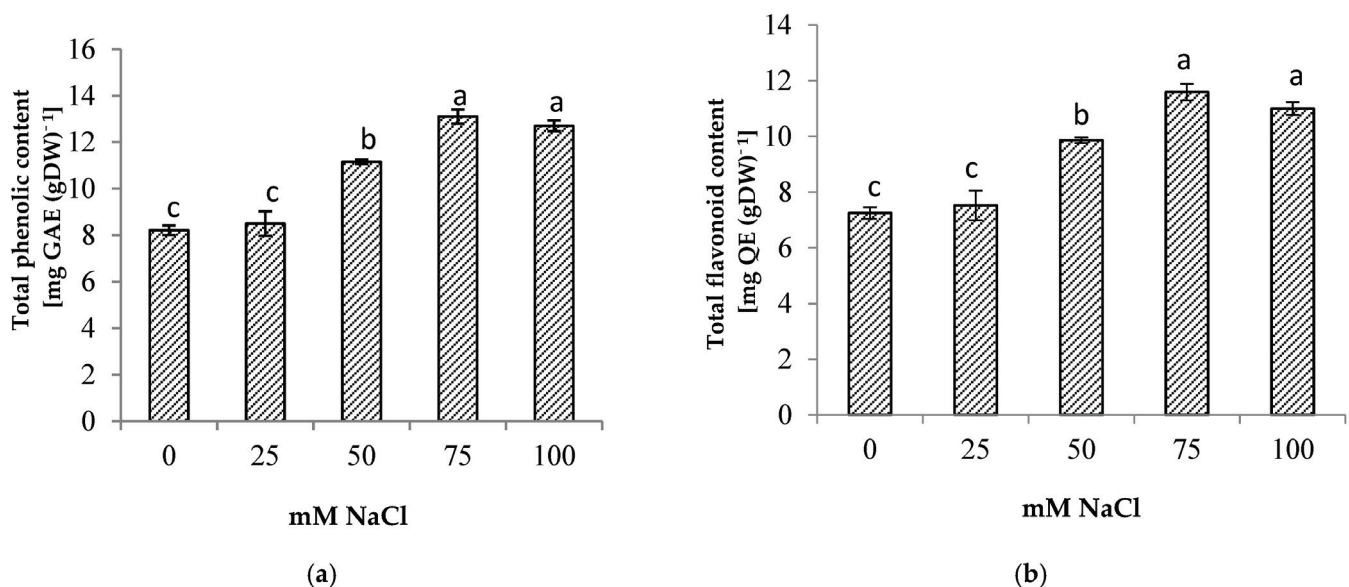 Total phenolic content
[mg GAE (gDW)⁻¹]
16
14
12
10
8
6
4
2
0
c
c
b
a
a
0 25 50 75 100
mM NaCl
(a)
Total flavonoid content
[mg QE (gDW)⁻¹]
14
12
10
8
6
4
2
0
c
c
b
a
a
0 25 50 75 100
mM NaCl
(b)